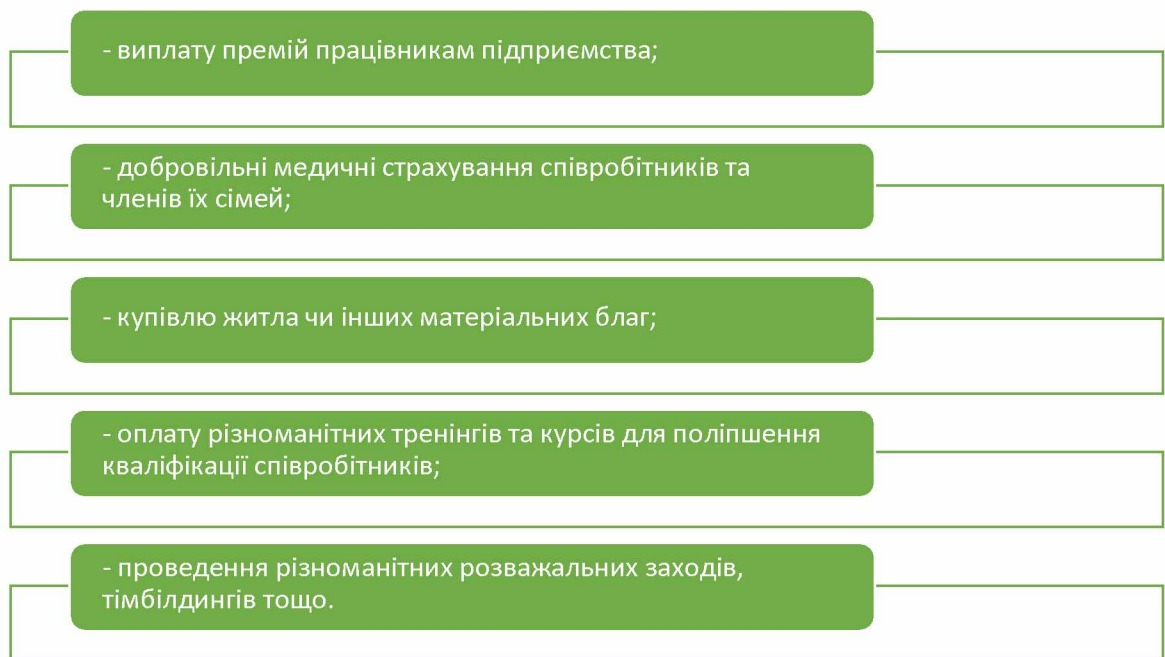 - виплату премій працівникам підприємства;
- добровільні медичні страхування співробітників та
членів їх сімей;
- купівлю житла чи інших матеріальних благ;
- оплату різноманітних тренінгів та курсів для поліпшення
кваліфікації співробітників;
- проведення різноманітних розважальних заходів,
тімбілдингів тощо.